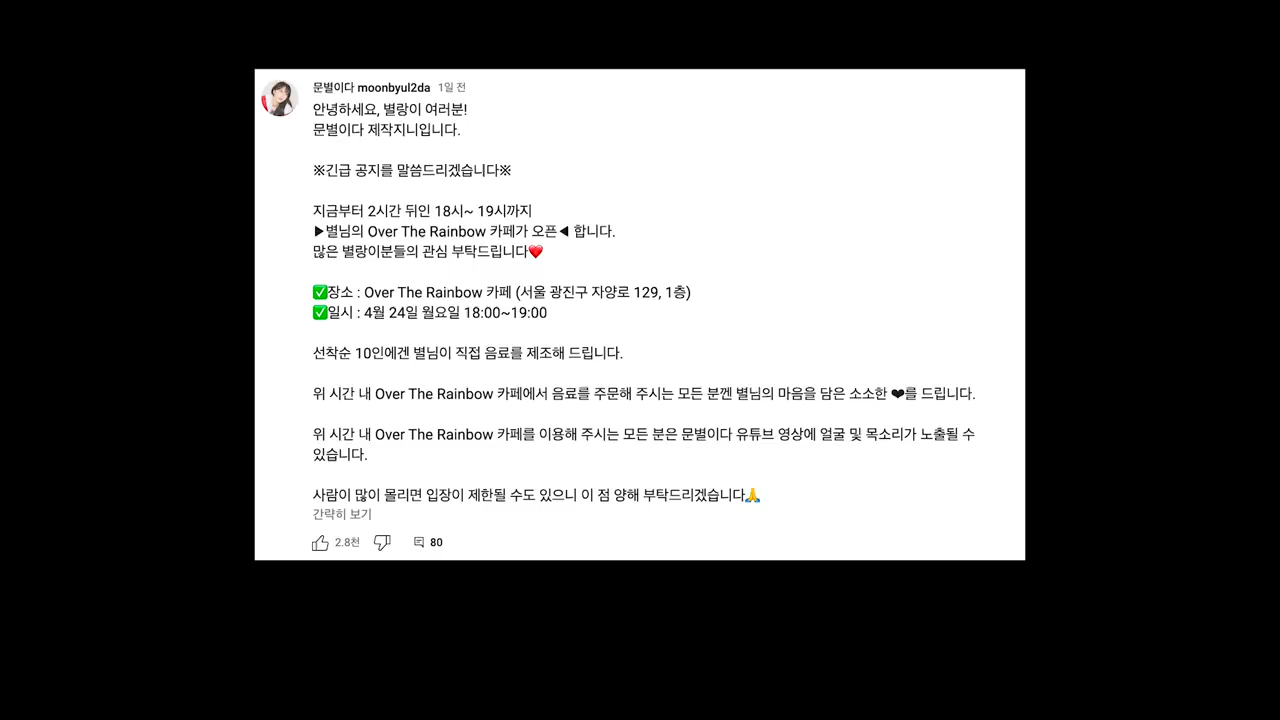 문별이다 moonbyul2da 1일 전
안녕하세요, 별랑이 여러분!
문별이다 제작지니입니다.
※긴급 공지를 말씀드리겠습니다※
지금부터 2시간 뒤인 18시~ 19시까지
▶별님의 Over The Rainbow 카페가 오픈◀ 합니다.
많은 별랑이분들의 관심 부탁드립니다❤️
✅장소 : Over The Rainbow 카페 (서울 광진구 자양로 129, 1층)
✅일시 : 4월 24일 월요일 18:00~19:00
선착순 10인에겐 별님이 직접 음료를 제조해 드립니다.
위 시간 내 Over The Rainbow 카페에서 음료를 주문해 주시는 모든 분껜 별님의 마음을 담은 소소한 ❤를 드립니다.
위 시간 내 Over The Rainbow 카페를 이용해 주시는 모든 분은 문별이다 유튜브 영상에 얼굴 및 목소리가 노출될 수
있습니다.
사람이 많이 몰리면 입장이 제한될 수도 있으니 이 점 양해 부탁드리겠습니다🙏
간략히 보기
2.8천 80